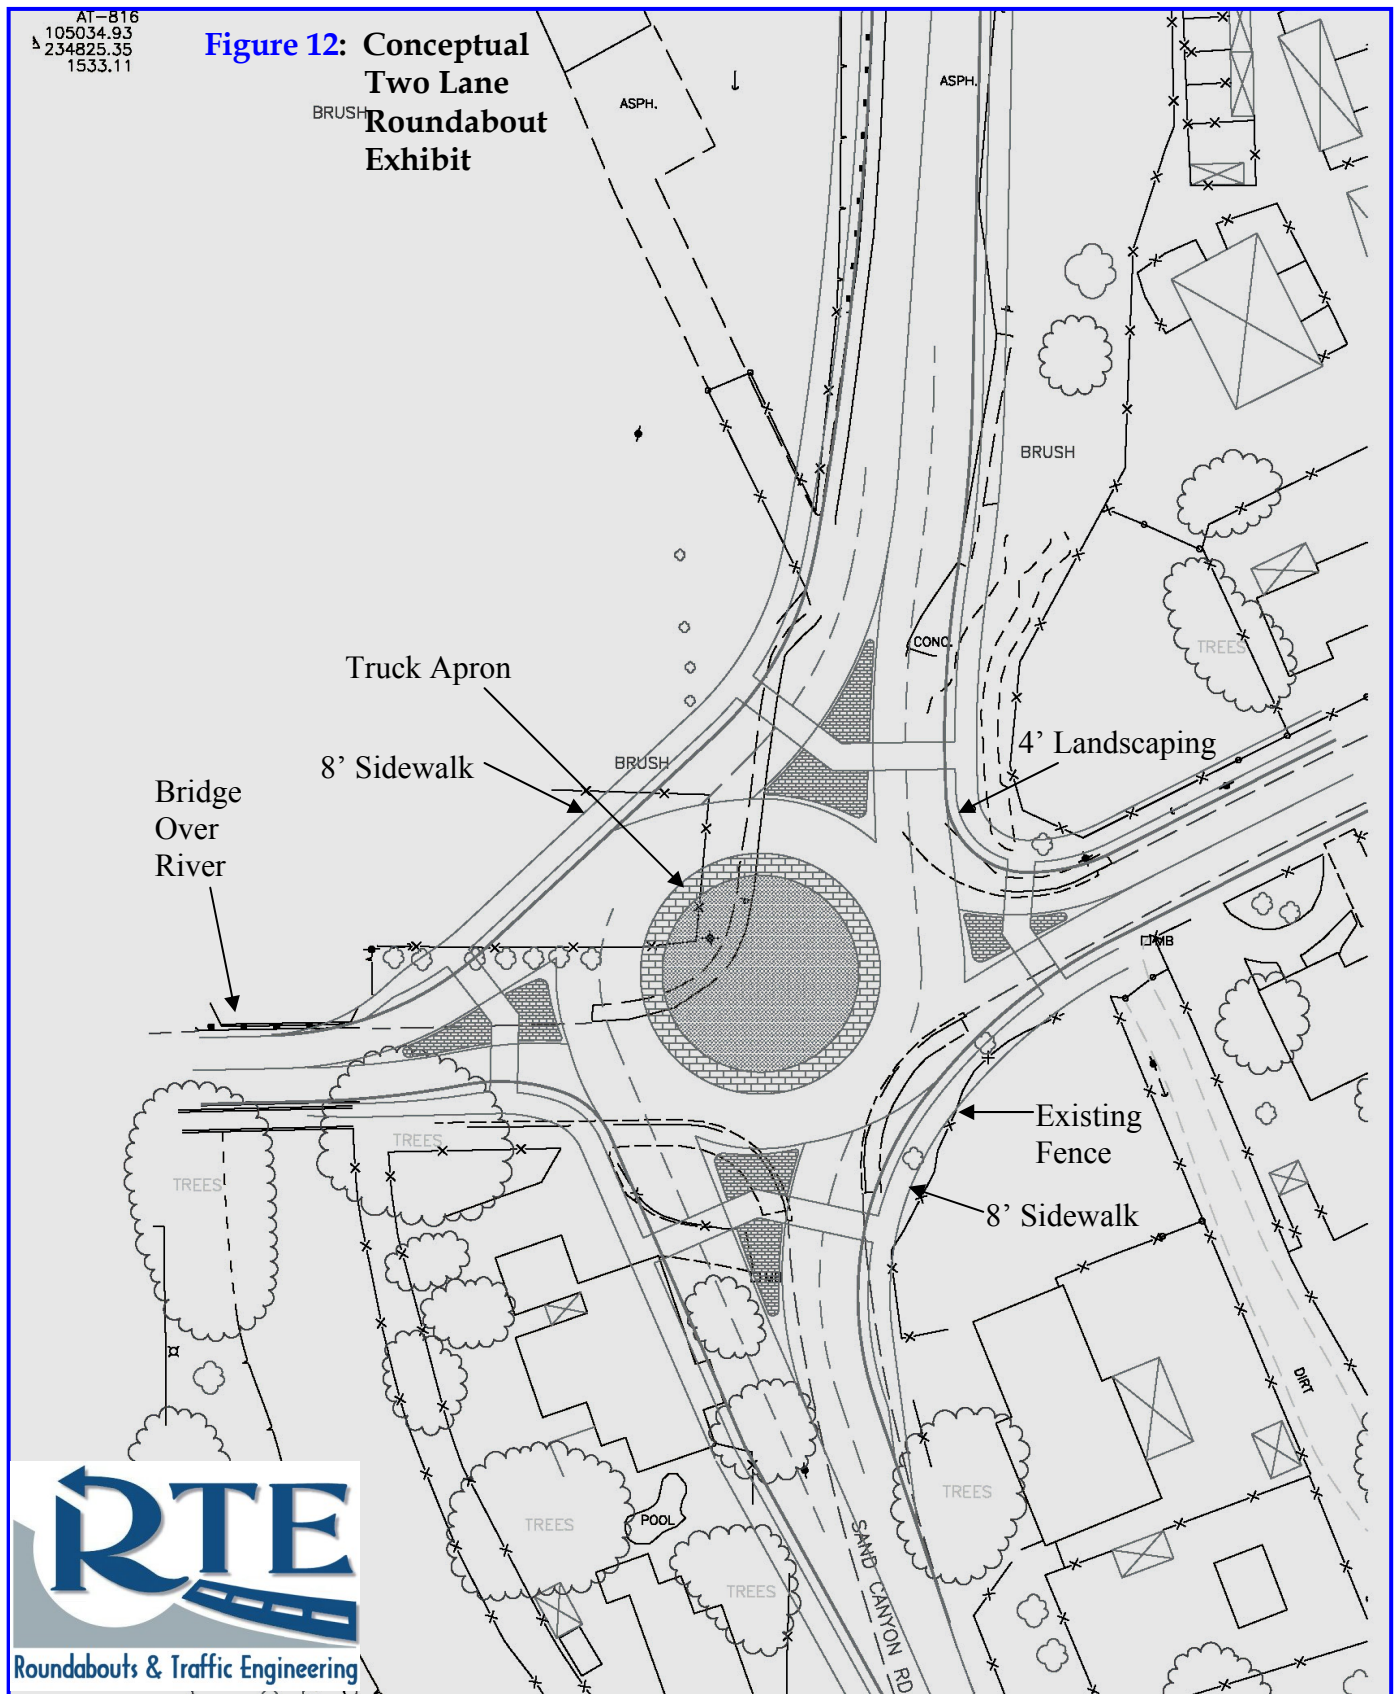 AT-816
105034.93
234825.35
1533.11
Figure 12: Conceptual
Two Lane
Roundabout
Exhibit
BRUSH
ASPH.
ASPH.
BRUSH
TREES
CONC.
Truck Apron
8’ Sidewalk
BRUSH
4’ Landscaping
Bridge
Over
River
MB
Existing
Fence
TREES
TREES
8’ Sidewalk
MB
DIRT
TREES
TREES
POOL
TREES
SAND CANYON RD
RTE
Roundabouts & Traffic Engineering